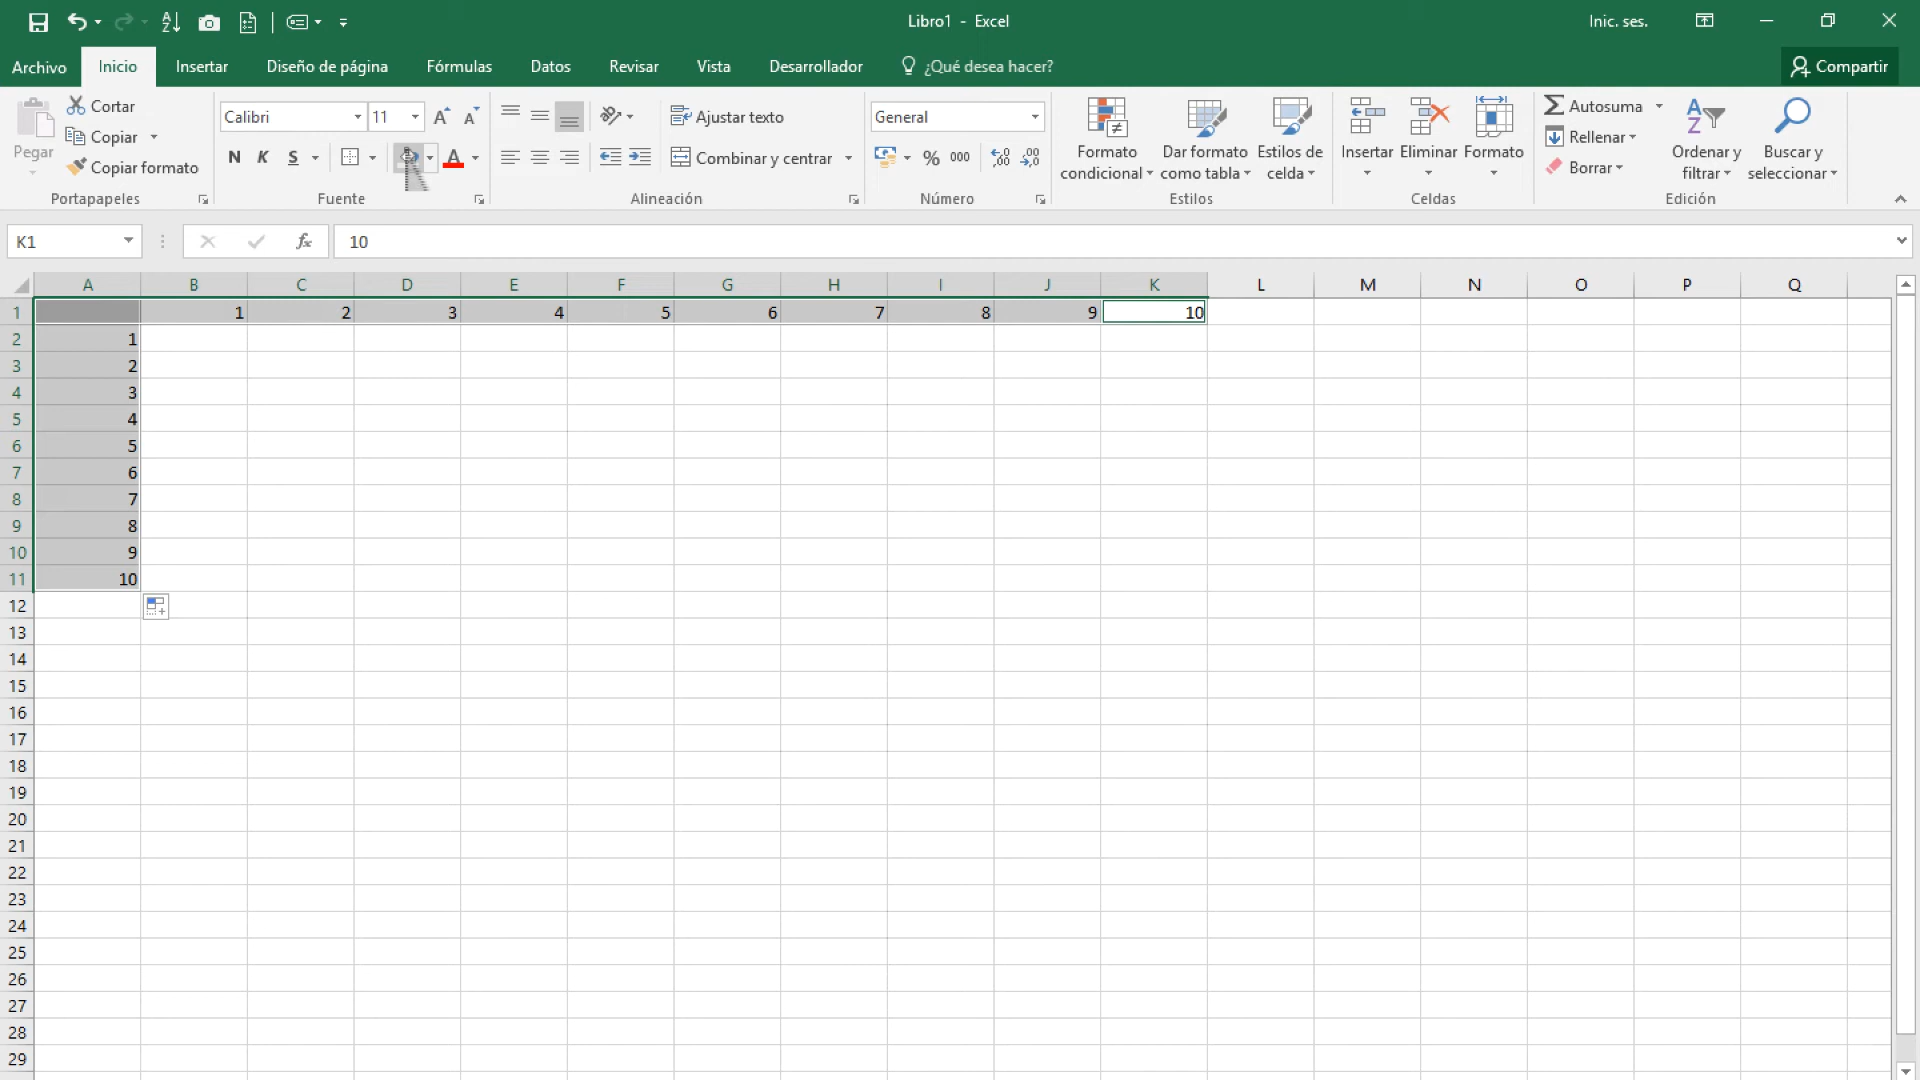 Libro1 - Excel
Inic. ses.
Archivo Inicio Insertar Diseño de página Fórmulas Datos Revisar Vista Desarrollador ¿Qué desea hacer? Compartir
Pegar
Cortar
Copiar
Copiar formato
Portapapeles
Calibri 11
N K S
Fuente
Ajustar texto
Combinar y centrar
Alineación
General
% 000
Número
Formato condicional
Dar formato como tabla
Estilos de celda
Estilos
Insertar Eliminar Formato
Celdas
Autosuma
Rellenar
Borrar
Ordenar y filtrar
Buscar y seleccionar
Edición
K1 fx 10
A B C D E F G H I J K L M N O P Q
1 1 2 3 4 5 6 7 8 9 10
2 1
3 2
4 3
5 4
6 5
7 6
8 7
9 8
10 9
11 10
12
13
14
15
16
17
18
19
20
21
22
23
24
25
26
27
28
29